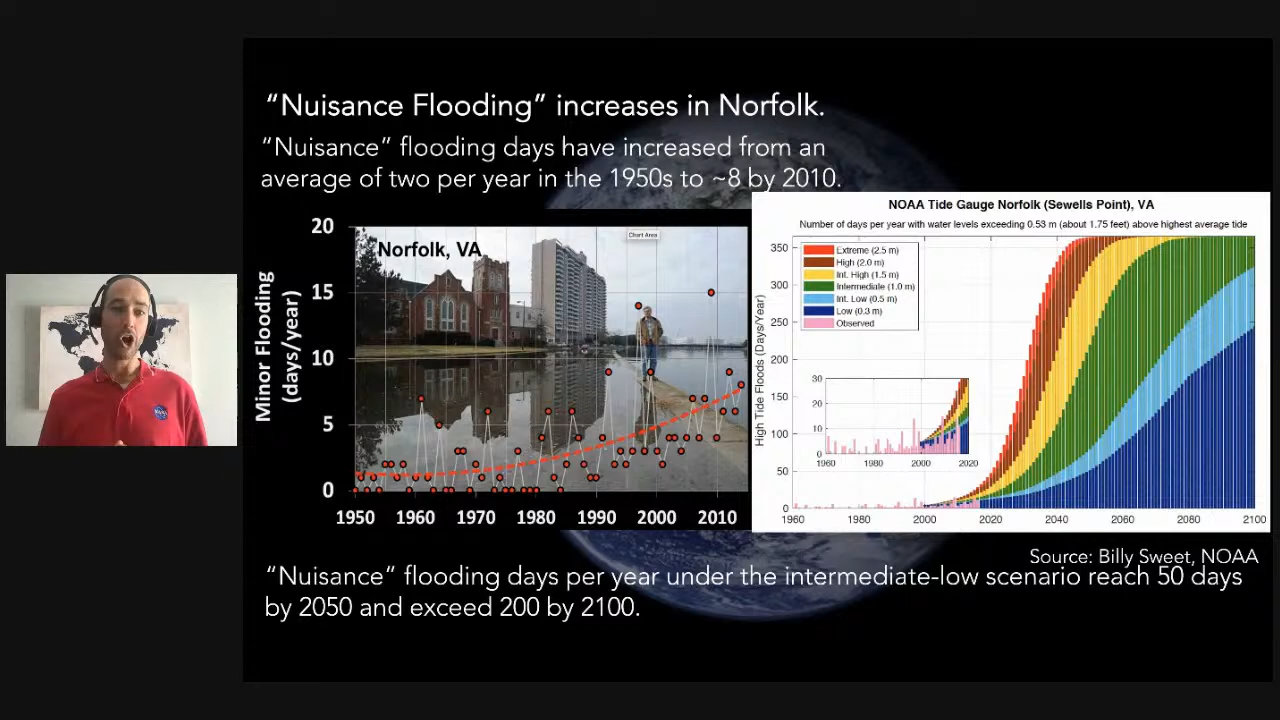 “Nuisance Flooding” increases in Norfolk.
“Nuisance” flooding days have increased from an
average of two per year in the 1950s to ~8 by 2010.
Minor Flooding
(days/year)
20
15
10
5
0
Norfolk, VA
Chart Area
1950 1960 1970 1980 1990 2000 2010
NOAA Tide Gauge Norfolk (Sewells Point), VA
Number of days per year with water levels exceeding 0.53 m (about 1.75 feet) above highest average tide
High Tide Floods (Days/Year)
350
300
250
200
150
100
50
0
Extreme (2.5 m)
High (2.0 m)
Int. High (1.5 m)
Intermediate (1.0 m)
Int. Low (0.5 m)
Low (0.3 m)
Observed
30
20
10
0
1960 1980 2000 2020
1960 1980 2000 2020 2040 2060 2080 2100
Source: Billy Sweet, NOAA
“Nuisance” flooding days per year under the intermediate-low scenario reach 50 days
by 2050 and exceed 200 by 2100.
NASA